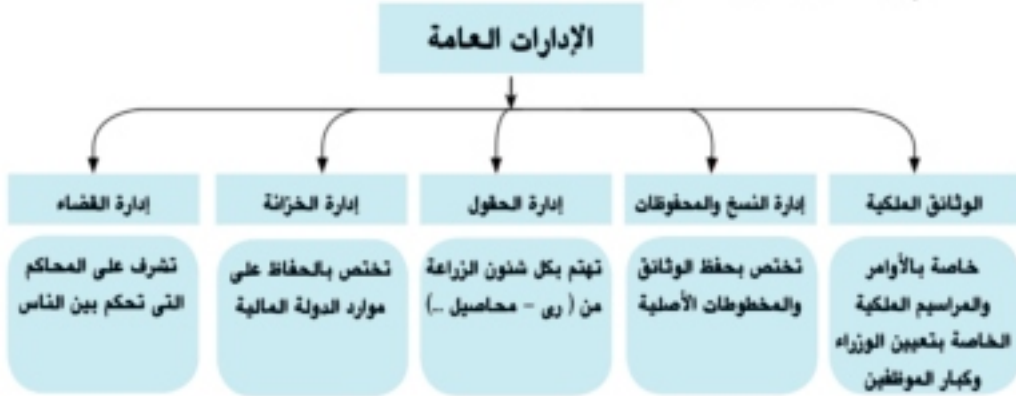 الإدارات العامة
الوثائق الملكية
خاصة بالأوامر
والمراسيم الملكية
الخاصة بتعيين الوزراء
وكبار الموظفين
إدارة النسخ والمحفوظات
تختص بحفظ الوثائق
والمخطوطات الأصلية
إدارة الحقول
تهتم بكل شئون الزراعة
من ( رى - محاصيل ..)
إدارة الخزانة
تختص بالحفاظ على
موارد الدولة المالية
إدارة القضاء
تشرف على المحاكم
التى تحكم بين الناس